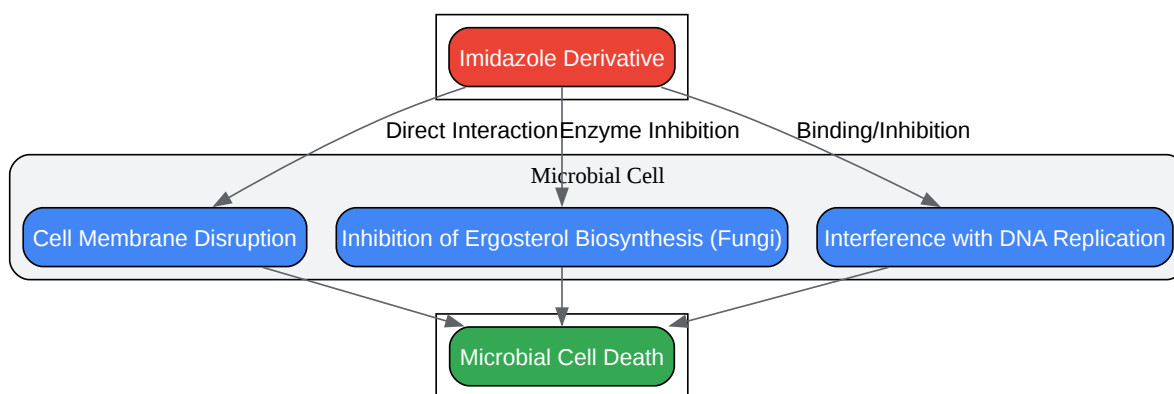 Imidazole Derivative
Direct Interaction
Enzyme Inhibition
Binding/Inhibition
Microbial Cell
Cell Membrane Disruption
Inhibition of Ergosterol Biosynthesis (Fungi)
Interference with DNA Replication
Microbial Cell Death